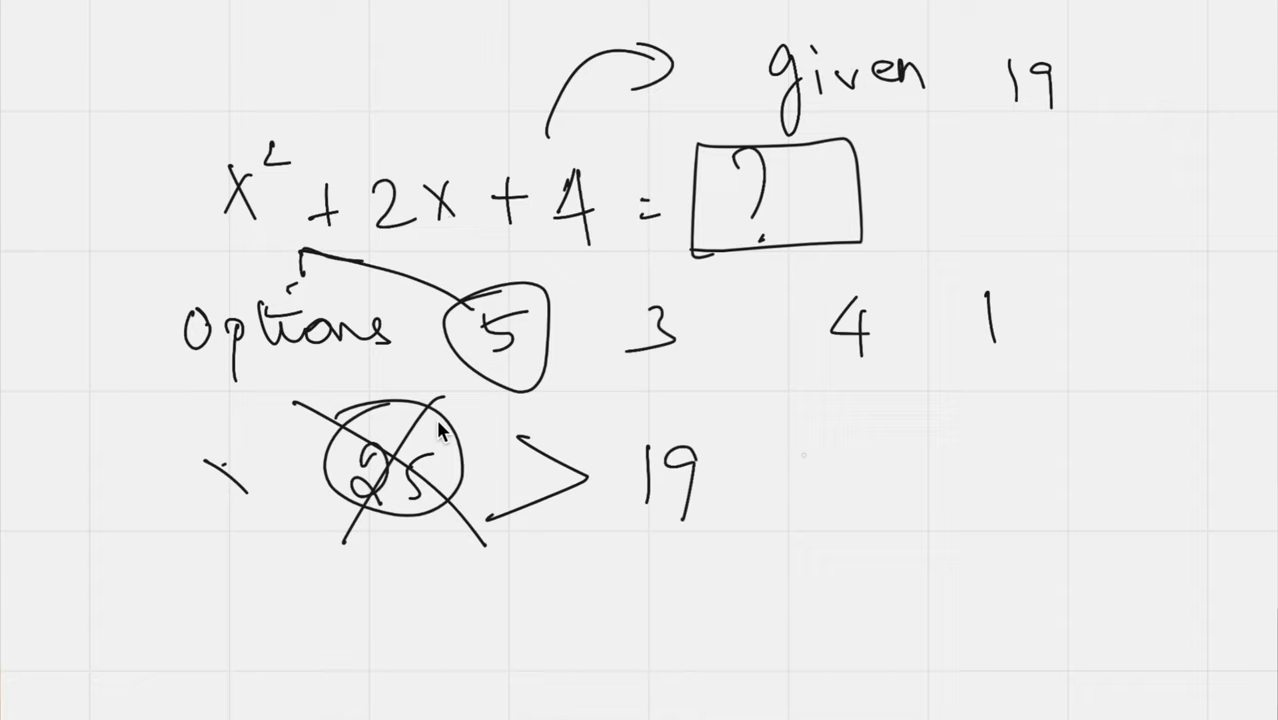 given 19
x² + 2x + 4 = ?
options 5 3 4 1
25 > 19